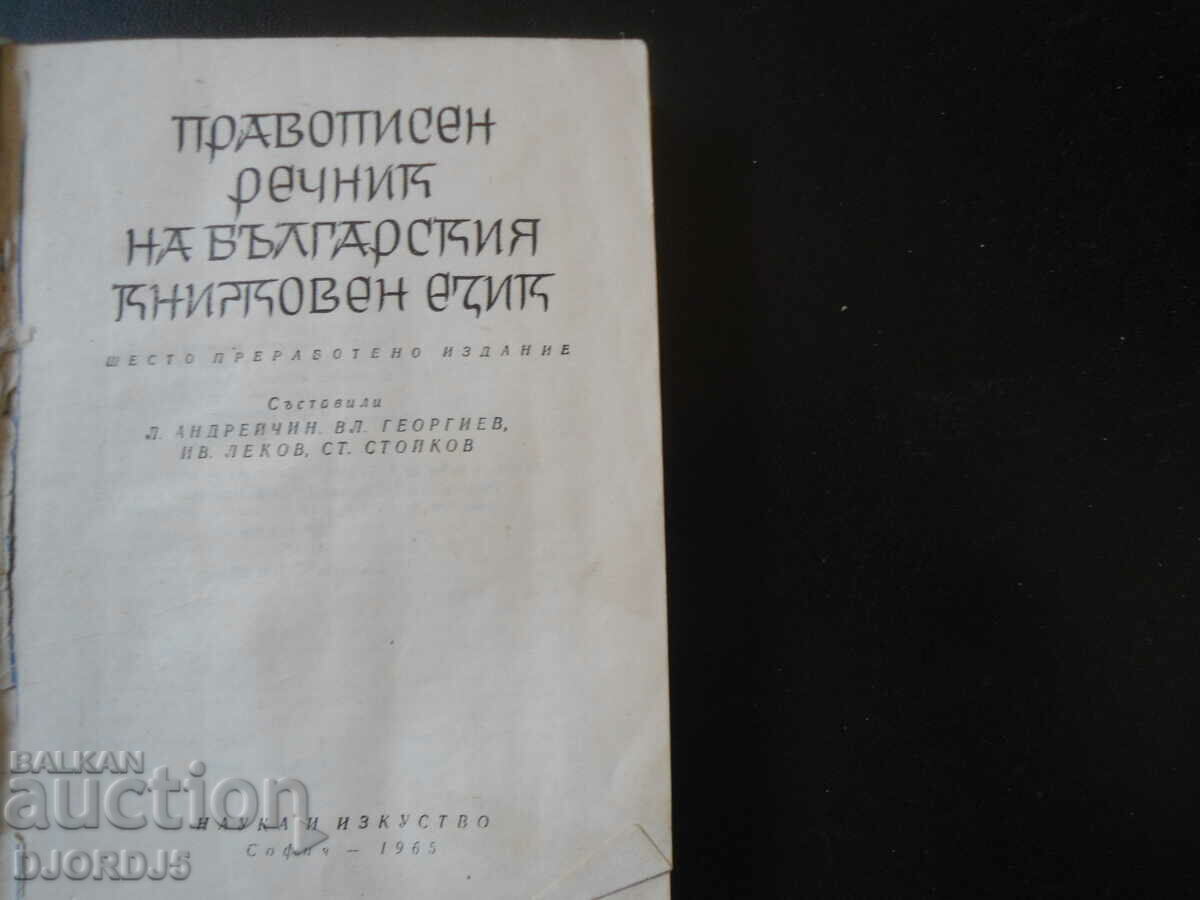 ПРАВОПИСЕН
РЕЧНИК
НА БЪЛГАРСКИЯ
КНИЖОВЕН ЕЗИК
ШЕСТО ПРЕРАБОТЕНО ИЗДАНИЕ
Съставили
Л. АНДРЕЙЧИН, ВЛ. ГЕОРГИЕВ,
ИВ. ЛЕКОВ, СТ. СТОЙКОВ
BALKAN
auction
НАУКА И ИЗКУСТВО
София — 1965
DJORDJ5